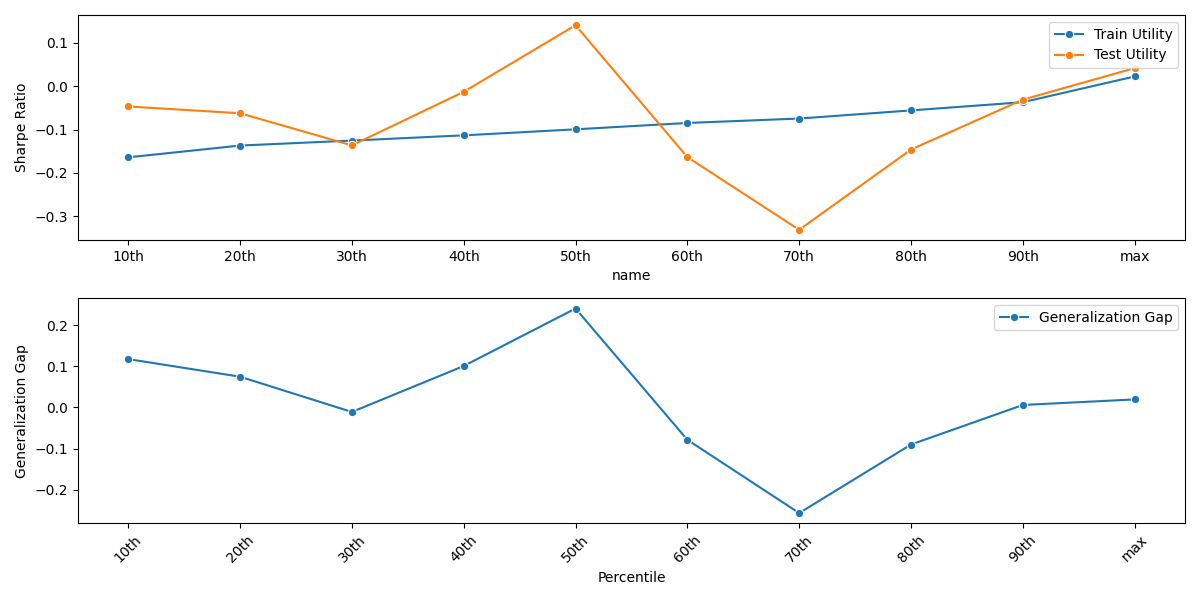 Sharpe Ratio
0.1
0.0
−0.1
−0.2
−0.3
Train Utility
Test Utility
10th 20th 30th 40th 50th 60th 70th 80th 90th max
name
Generalization Gap
0.2
0.1
0.0
−0.1
−0.2
Generalization Gap
10th 20th 30th 40th 50th 60th 70th 80th 90th max
Percentile